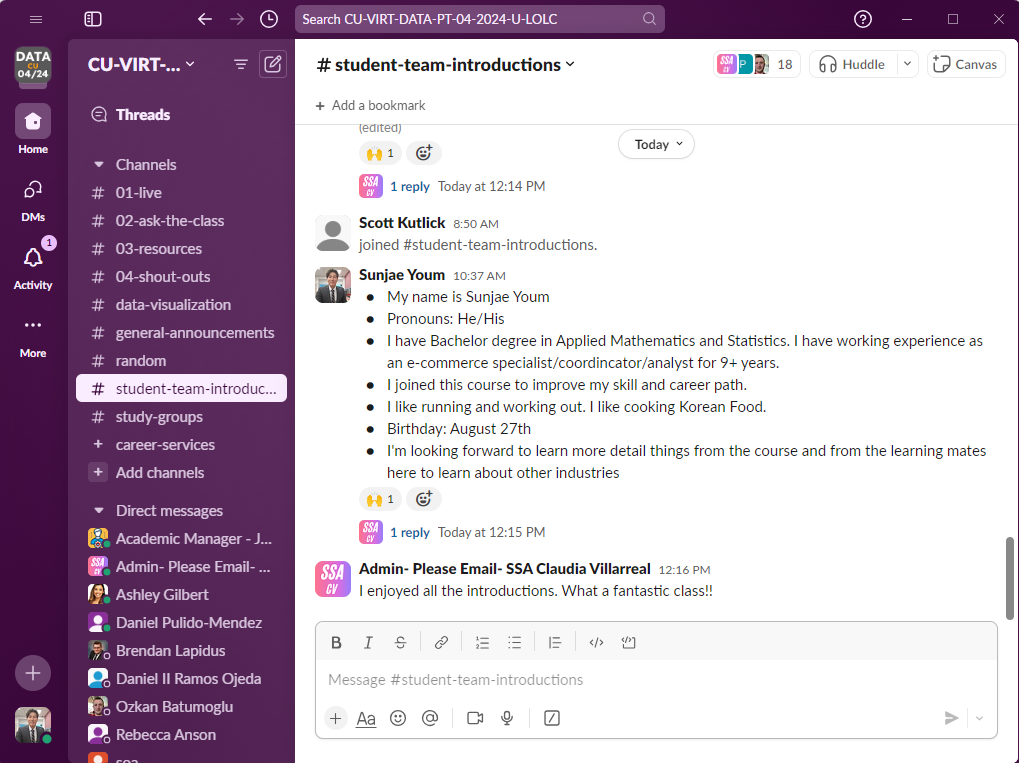 Search CU-VIRT-DATA-PT-04-2024-U-LOLC
DATA
CU
04/24
Home
DMs
1
Activity
More
CU-VIRT-...
Threads
Channels
# 01-live
# 02-ask-the-class
# 03-resources
# 04-shout-outs
# data-visualization
# general-announcements
# random
# student-team-introduc...
# study-groups
+ career-services
+ Add channels
Direct messages
Academic Manager - J...
Admin- Please Email- ...
Ashley Gilbert
Daniel Pulido-Mendez
Brendan Lapidus
Daniel II Ramos Ojeda
Ozkan Batumoglu
Rebecca Anson
# student-team-introductions
SSA
CV
P
18
Huddle
Canvas
+ Add a bookmark
(edited)
Today
1
SSA
CV
1 reply Today at 12:14 PM
Scott Kutlick 8:50 AM
joined #student-team-introductions.
Sunjae Youm 10:37 AM
• My name is Sunjae Youm
• Pronouns: He/His
• I have Bachelor degree in Applied Mathematics and Statistics. I have working experience as
an e-commerce specialist/coordincator/analyst for 9+ years.
• I joined this course to improve my skill and career path.
• I like running and working out. I like cooking Korean Food.
• Birthday: August 27th
• I'm looking forward to learn more detail things from the course and from the learning mates
here to learn about other industries
1
SSA
CV
1 reply Today at 12:15 PM
SSA
CV
Admin- Please Email- SSA Claudia Villarreal 12:16 PM
I enjoyed all the introductions. What a fantastic class!!
B I S
Message #student-team-introductions
+ Aa @